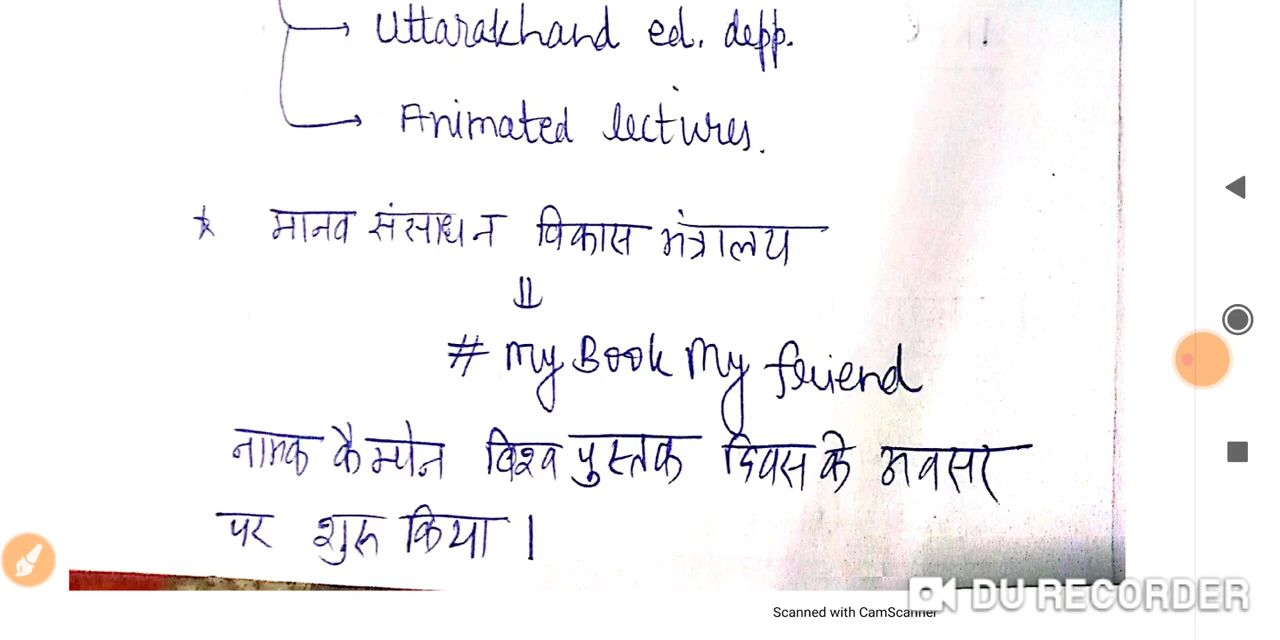 → Uttarakhand ed. depp.
→ Animated lectures.
* मानव संसाधन विकास मंत्रालय
⇓
# My Book My friend
नामक कैम्पेन विश्व पुस्तक दिवस के अवसर
पर शुरू किया।
Scanned with CamScanner
DU RECORDER